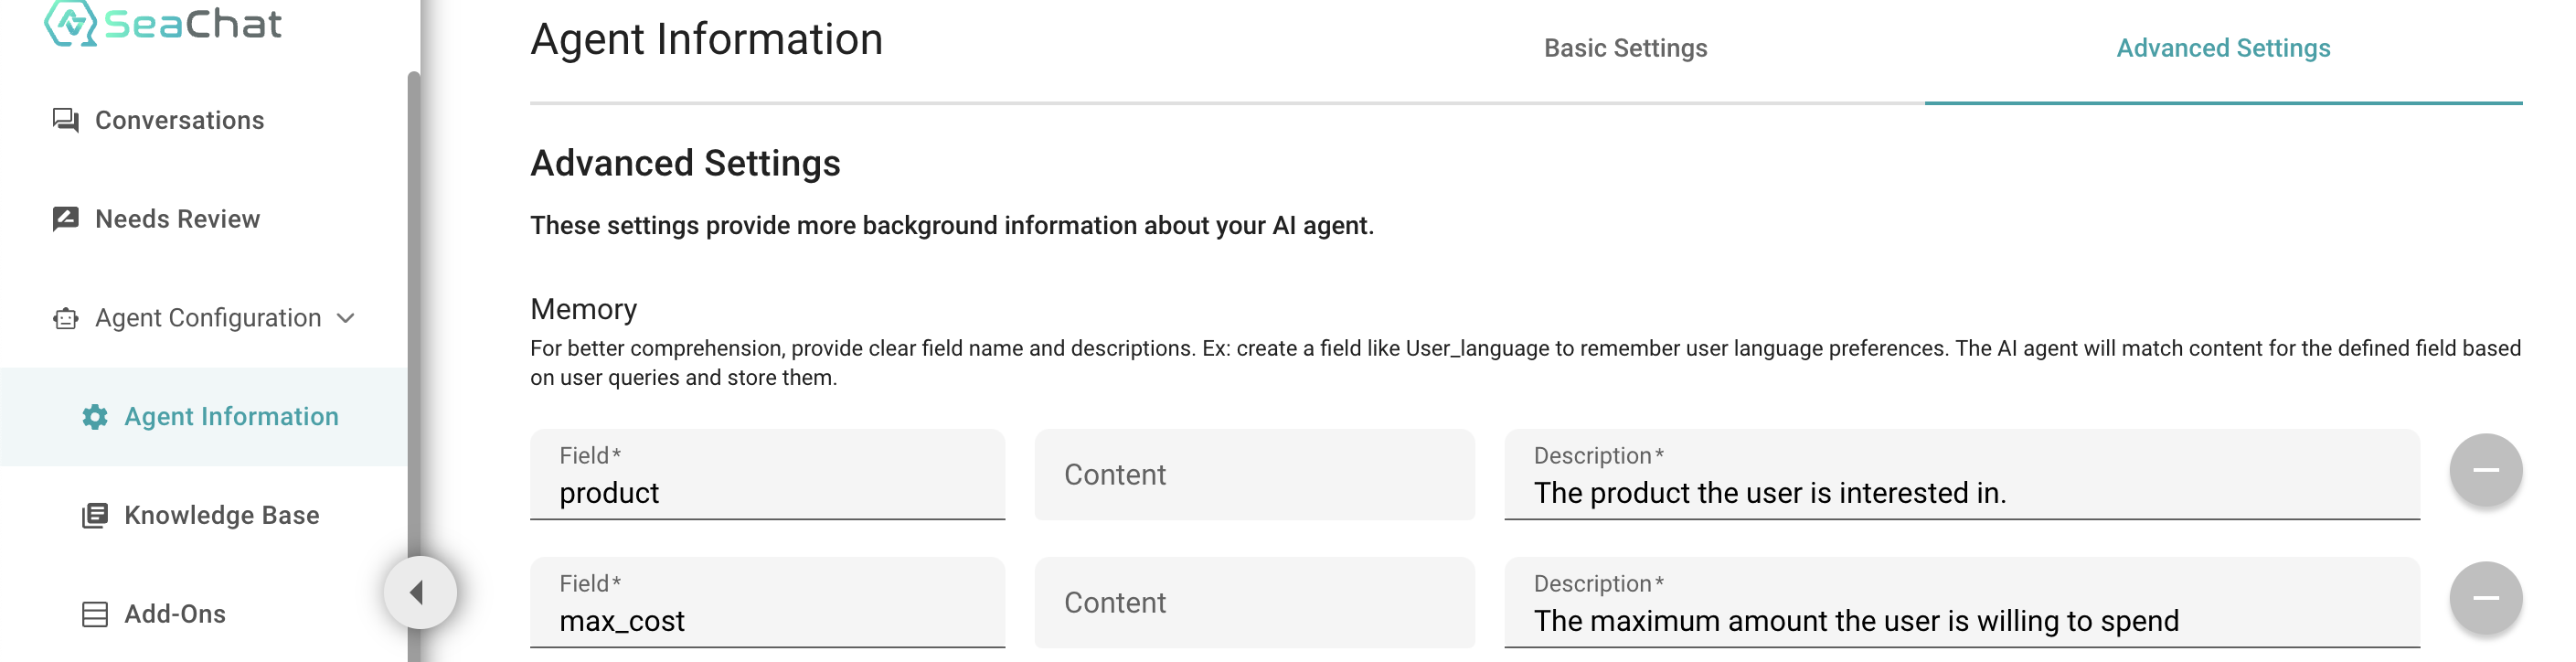 SeaChat
Conversations
Needs Review
Agent Configuration
Agent Information
Knowledge Base
Add-Ons
Agent Information
Basic Settings
Advanced Settings
Advanced Settings
These settings provide more background information about your AI agent.
Memory
For better comprehension, provide clear field name and descriptions. Ex: create a field like User_language to remember user language preferences. The AI agent will match content for the defined field based
on user queries and store them.
Field*
product
Content
Description*
The product the user is interested in.
Field*
max_cost
Content
Description*
The maximum amount the user is willing to spend